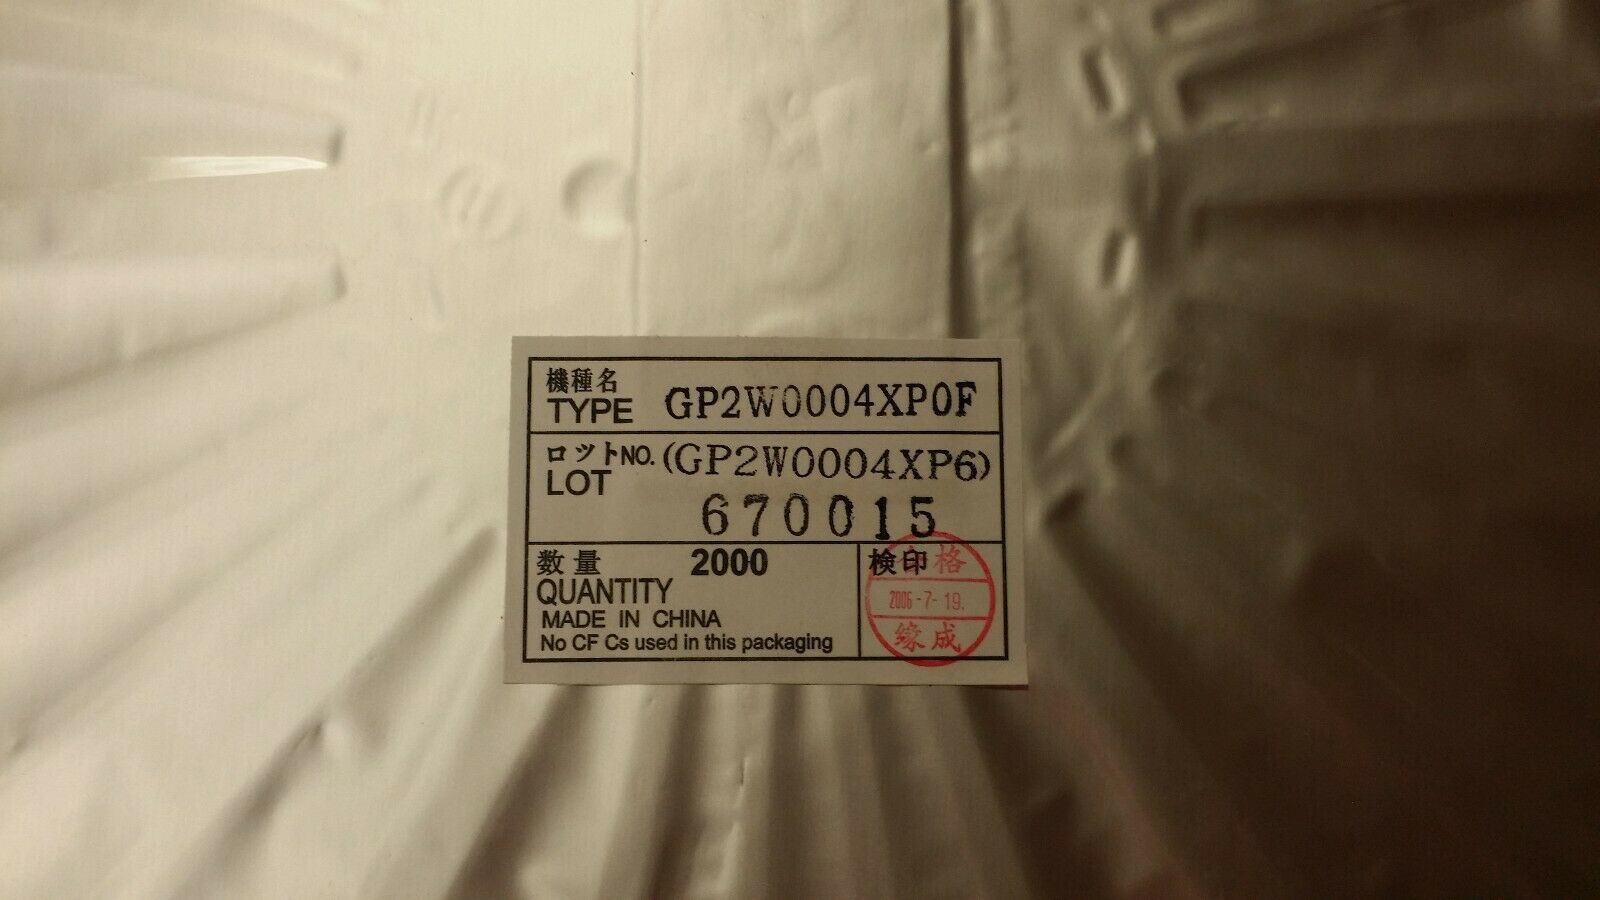 機種名
TYPE GP2W0004XP0F
ロットNO. (GP2W0004XP6)
LOT
670015
数量 2000
QUANTITY
MADE IN CHINA
No CF Cs used in this packaging
検印
合格
2006-7-19.
缘成